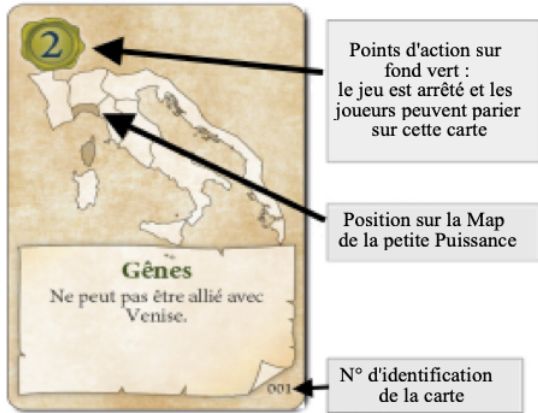 2
Points d'action sur
fond vert :
le jeu est arrêté et les
joueurs peuvent parier
sur cette carte
Position sur la Map
de la petite Puissance
Gênes
Ne peut pas être allié avec
Venise.
001
N° d'identification
de la carte